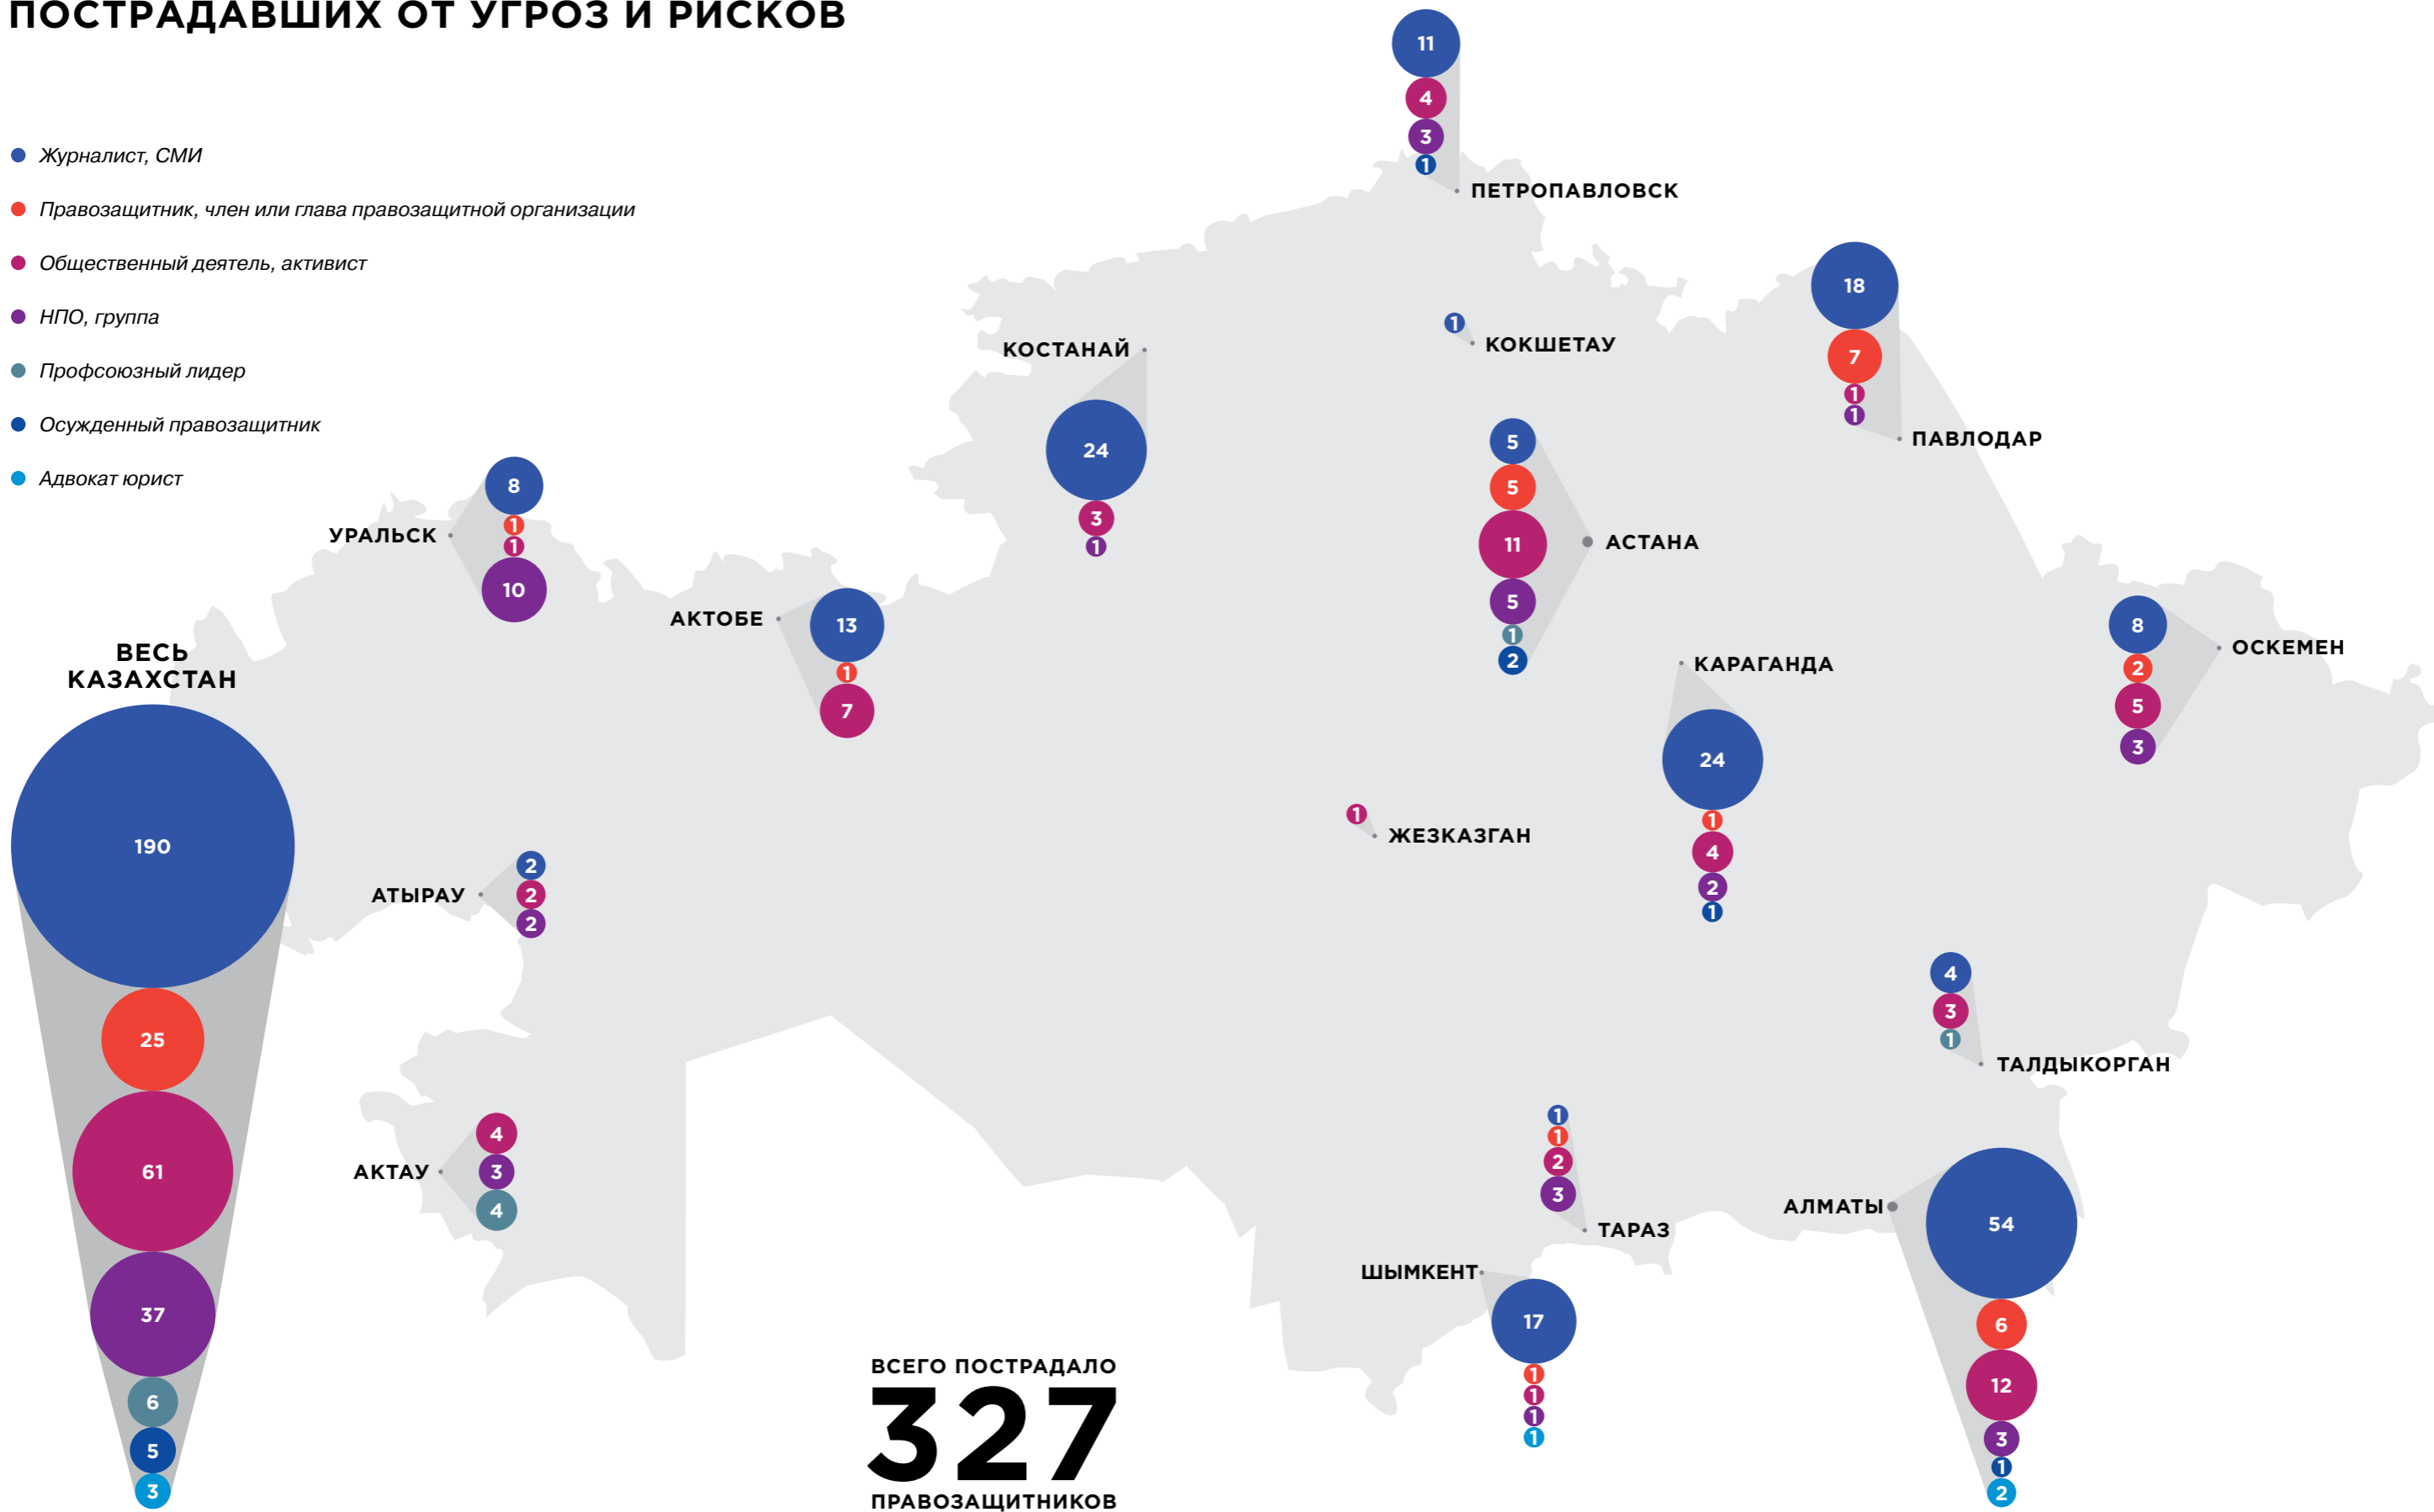 ПОСТРАДАВШИХ ОТ УГРОЗ И РИСКОВ
Журналист, СМИ
Правозащитник, член или глава правозащитной организации
Общественный деятель, активист
НПО, группа
Профсоюзный лидер
Осужденный правозащитник
Адвокат юрист
11
4
3
1
ПЕТРОПАВЛОВСК
1
КОКШЕТАУ
18
7
1
1
ПАВЛОДАР
КОСТАНАЙ
24
3
1
5
5
11
5
1
2
АСТАНА
УРАЛЬСК
8
1
1
10
АКТОБЕ
13
1
7
8
2
5
3
ОСКЕМЕН
КАРАГАНДА
24
1
4
2
1
1
ЖЕЗКАЗГАН
ВЕСЬ
КАЗАХСТАН
190
25
61
37
6
5
3
АТЫРАУ
2
2
2
АКТАУ
4
3
4
4
3
1
ТАЛДЫКОРГАН
1
1
2
3
ТАРАЗ
ШЫМКЕНТ
17
1
1
1
1
АЛМАТЫ
54
6
12
3
1
2
ВСЕГО ПОСТРАДАЛО
327
ПРАВОЗАЩИТНИКОВ